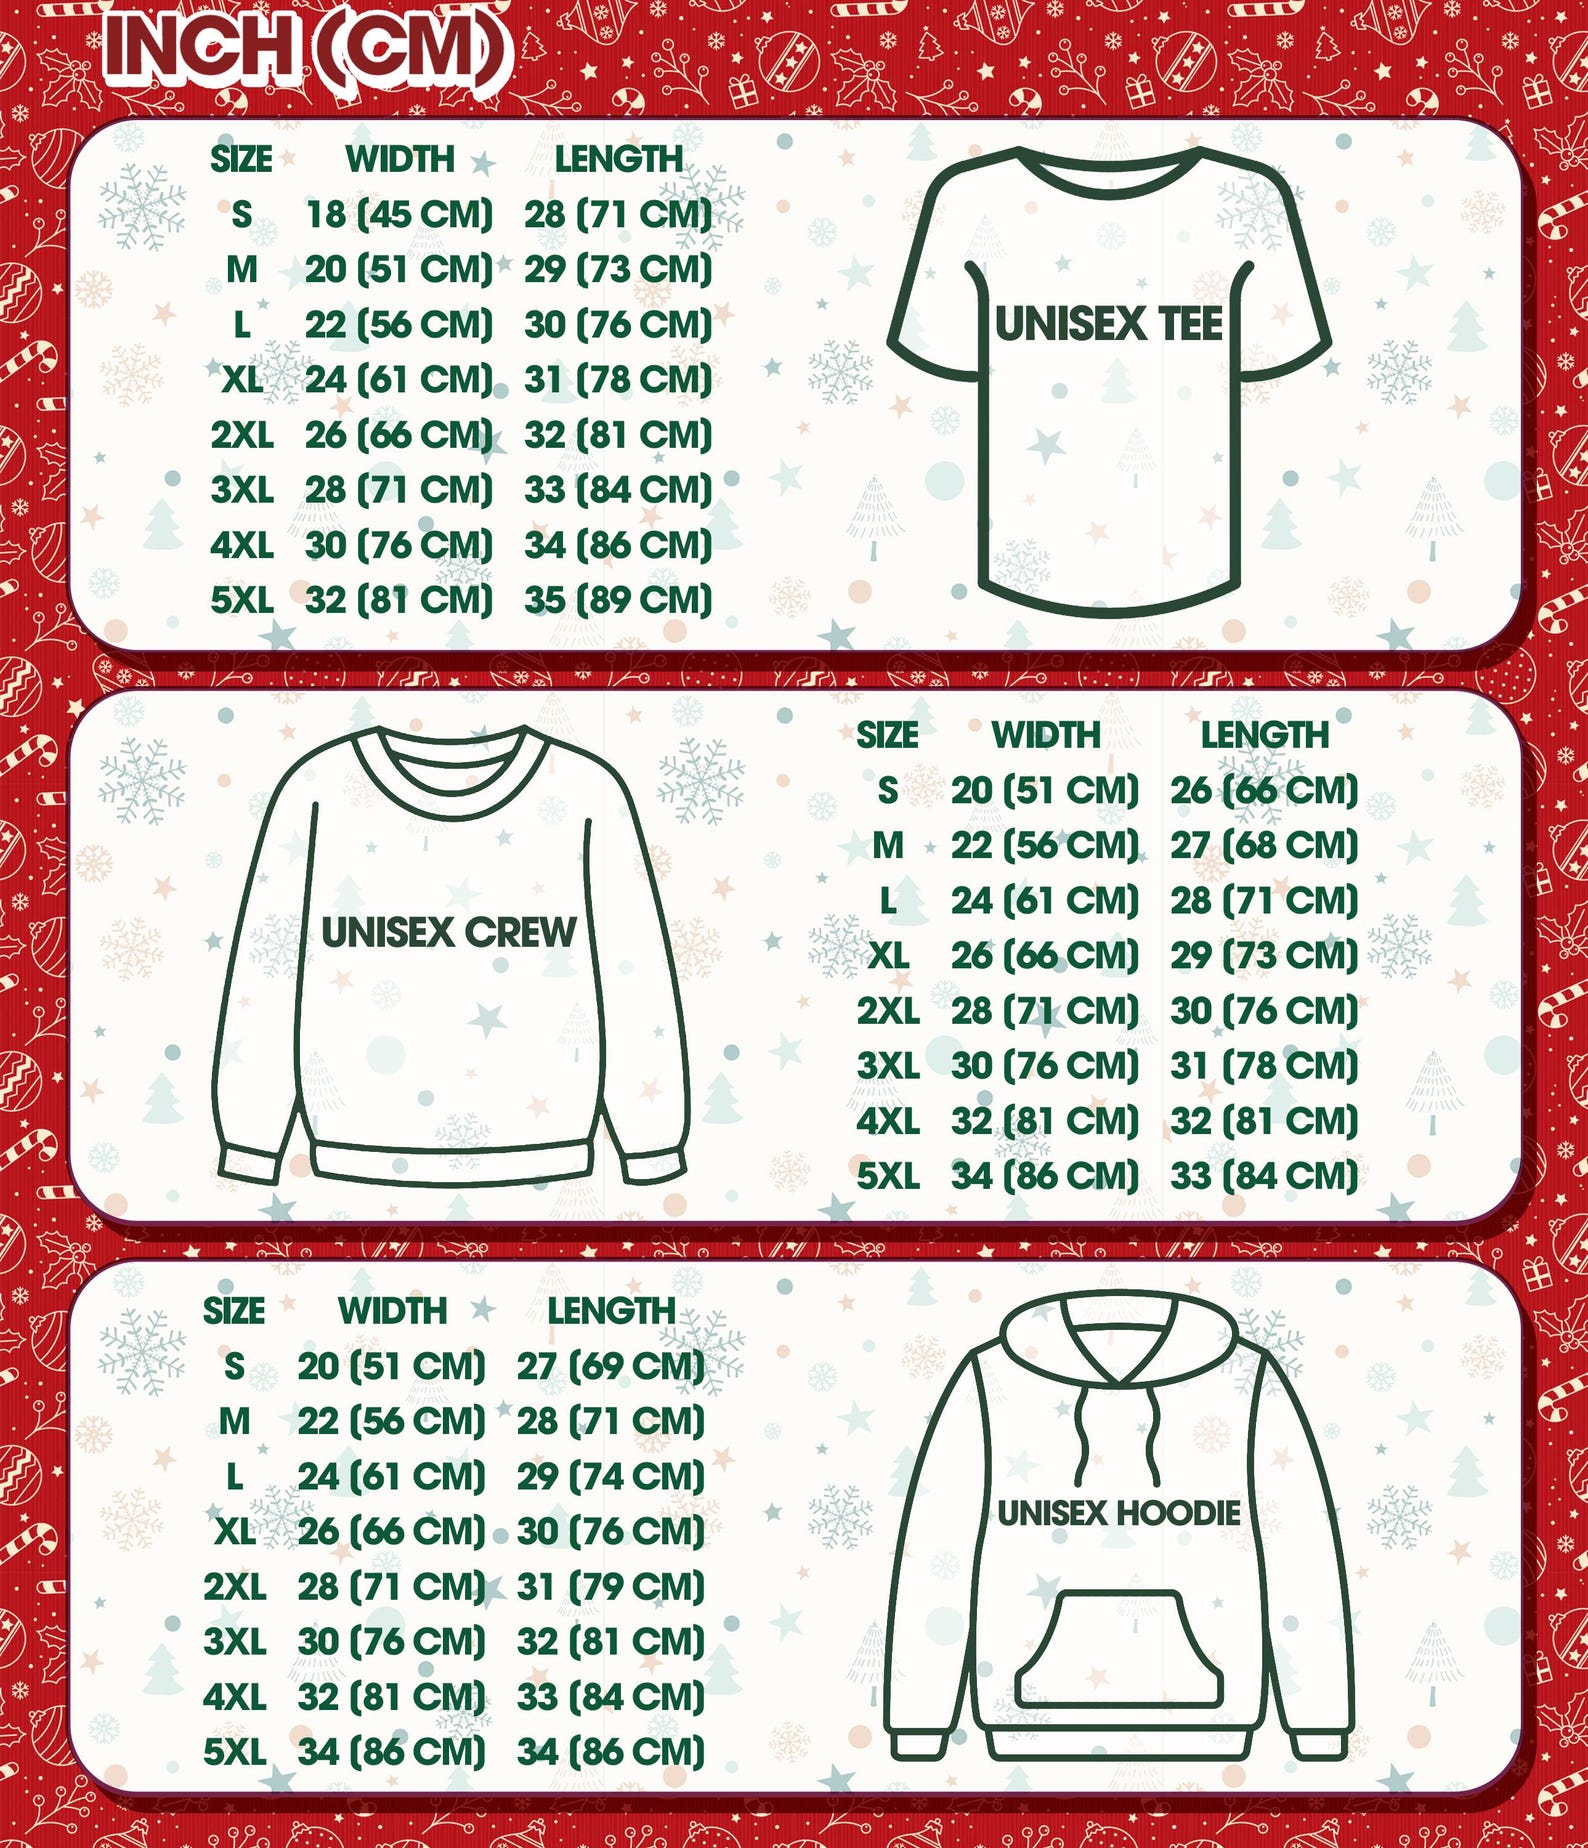 INCH (CM)
SIZE WIDTH LENGTH
S 18 (45 CM) 28 (71 CM)
M 20 (51 CM) 29 (73 CM)
L 22 (56 CM) 30 (76 CM)
XL 24 (61 CM) 31 (78 CM)
2XL 26 (66 CM) 32 (81 CM)
3XL 28 (71 CM) 33 (84 CM)
4XL 30 (76 CM) 34 (86 CM)
5XL 32 (81 CM) 35 (89 CM)
UNISEX TEE
UNISEX CREW
SIZE WIDTH LENGTH
S 20 (51 CM) 26 (66 CM)
M 22 (56 CM) 27 (68 CM)
L 24 (61 CM) 28 (71 CM)
XL 26 (66 CM) 29 (73 CM)
2XL 28 (71 CM) 30 (76 CM)
3XL 30 (76 CM) 31 (78 CM)
4XL 32 (81 CM) 32 (81 CM)
5XL 34 (86 CM) 33 (84 CM)
SIZE WIDTH LENGTH
S 20 (51 CM) 27 (69 CM)
M 22 (56 CM) 28 (71 CM)
L 24 (61 CM) 29 (74 CM)
XL 26 (66 CM) 30 (76 CM)
2XL 28 (71 CM) 31 (79 CM)
3XL 30 (76 CM) 32 (81 CM)
4XL 32 (81 CM) 33 (84 CM)
5XL 34 (86 CM) 34 (86 CM)
UNISEX HOODIE